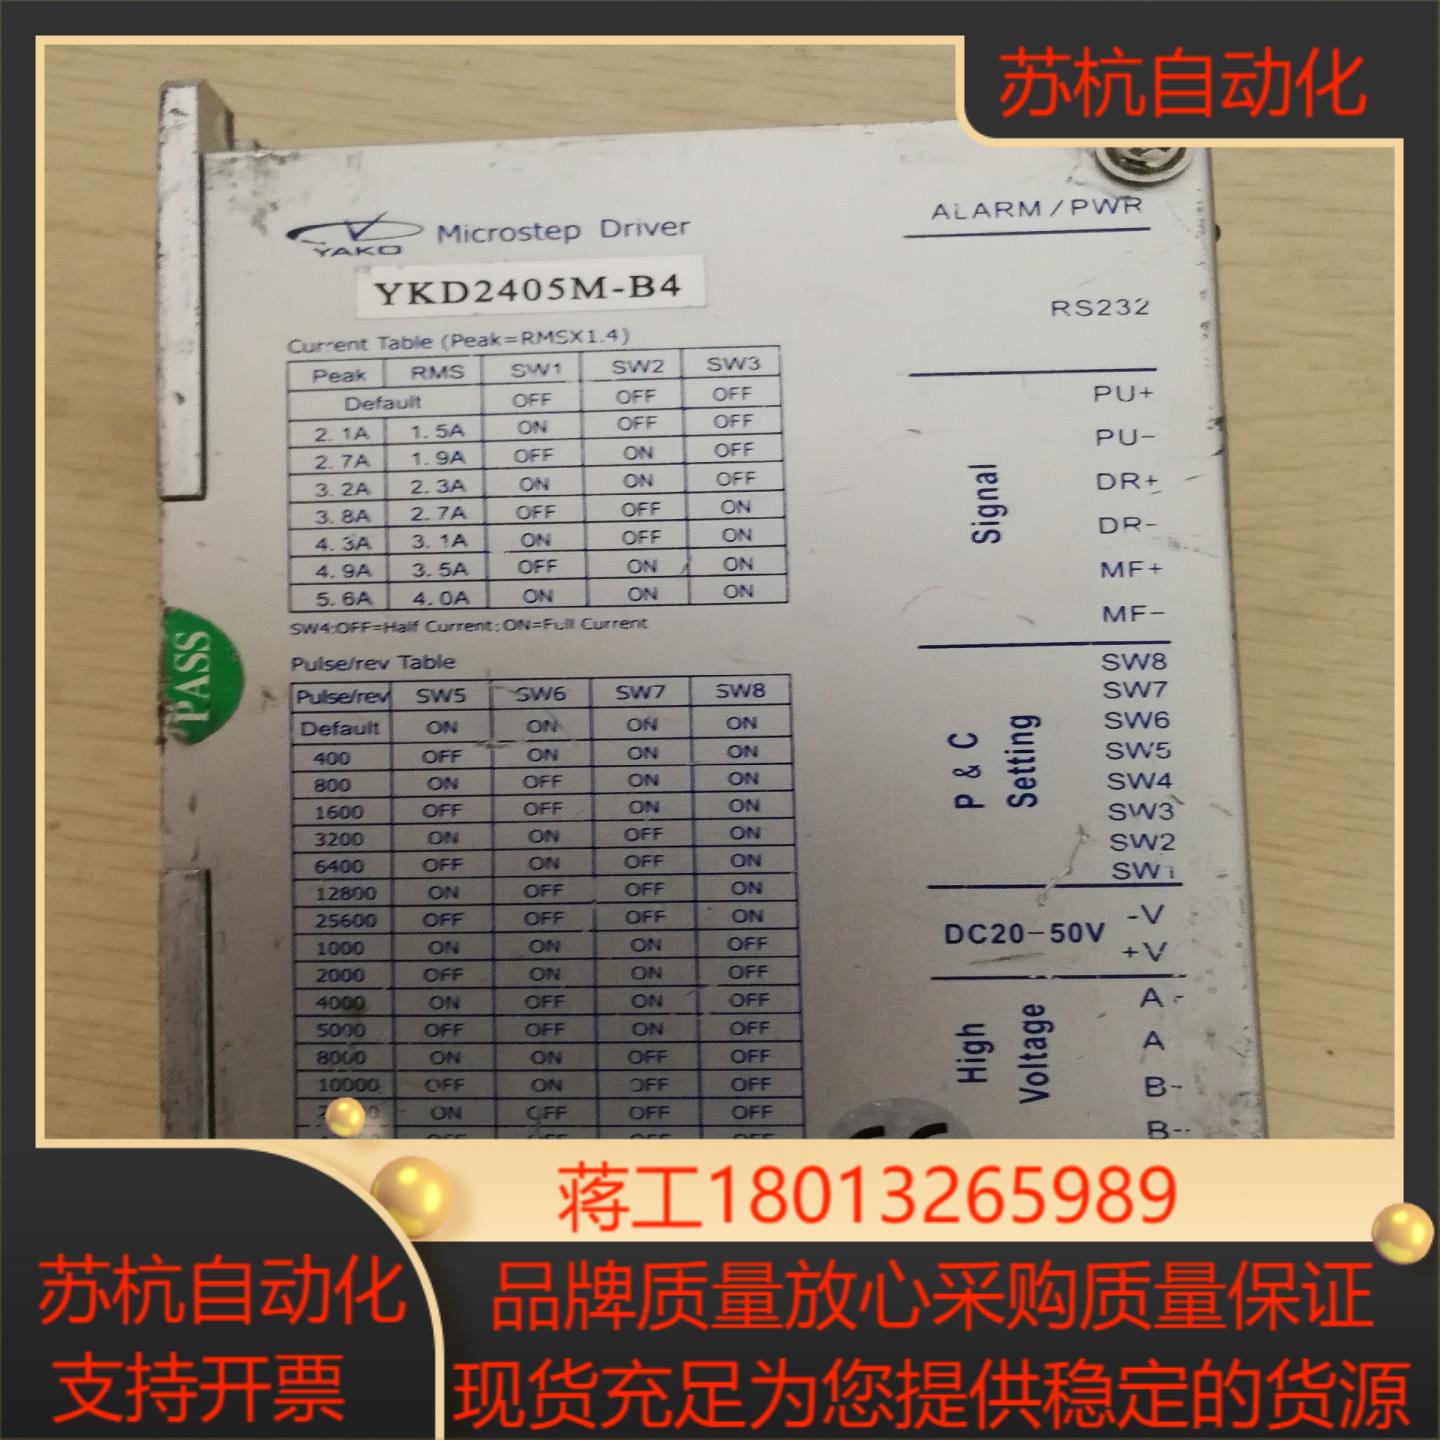 苏杭自动化
YAKO Microstep Driver
YKD2405M-B4
Current Table (Peak=RMSX1.4)
Peak RMS SW1 SW2 SW3
Default OFF OFF OFF
2.1A 1.5A ON OFF OFF
2.7A 1.9A OFF ON OFF
3.2A 2.3A ON ON OFF
3.8A 2.7A OFF OFF ON
4.3A 3.1A ON OFF ON
4.9A 3.5A OFF ON ON
5.6A 4.0A ON ON ON
SW4:OFF=Half Current;ON=Full Current
Pulse/rev Table
Pulse/rev SW5 SW6 SW7 SW8
Default ON ON ON ON
400 OFF ON ON ON
800 ON OFF ON ON
1600 OFF OFF ON ON
3200 ON ON OFF ON
6400 OFF ON OFF ON
12800 ON OFF OFF ON
25600 OFF OFF OFF ON
1000 ON ON ON OFF
2000 OFF ON ON OFF
4000 ON OFF ON OFF
5000 OFF OFF ON OFF
8000 ON ON OFF OFF
10000 OFF ON OFF OFF
ON OFF OFF OFF
OFF OFF OFF OFF
PASS
ALARM/PWR
RS232
Signal
PU+
PU-
DR+
DR-
MF+
MF-
P & C
Setting
SW8
SW7
SW6
SW5
SW4
SW3
SW2
SW1
DC20-50V
-V
+V
High
Voltage
A-
A
B-
蒋工18013265989
苏杭自动化
支持开票
品牌质量放心采购质量保证
现货充足为您提供稳定的货源